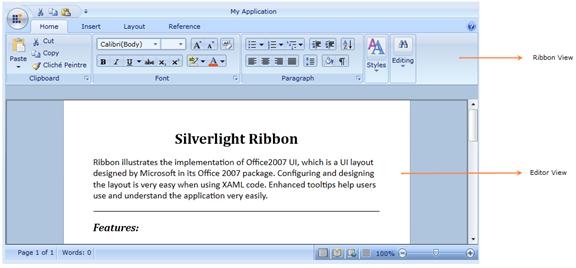 My Application
Home Insert Layout Reference
Cut
Copy
Cliché Peintre
Paste
Clipboard
Calibri(Body)
B I U abc x, x²
Font
Paragraph
Styles
Editing
Ribbon View
Silverlight Ribbon
Ribbon illustrates the implementation of Office2007 UI, which is a UI layout
designed by Microsoft in its Office 2007 package. Configuring and designing
the layout is very easy when using XAML code. Enhanced tooltips help users
use and understand the application very easily.
Editor View
Features:
Page 1 of 1 Words: 0 100%